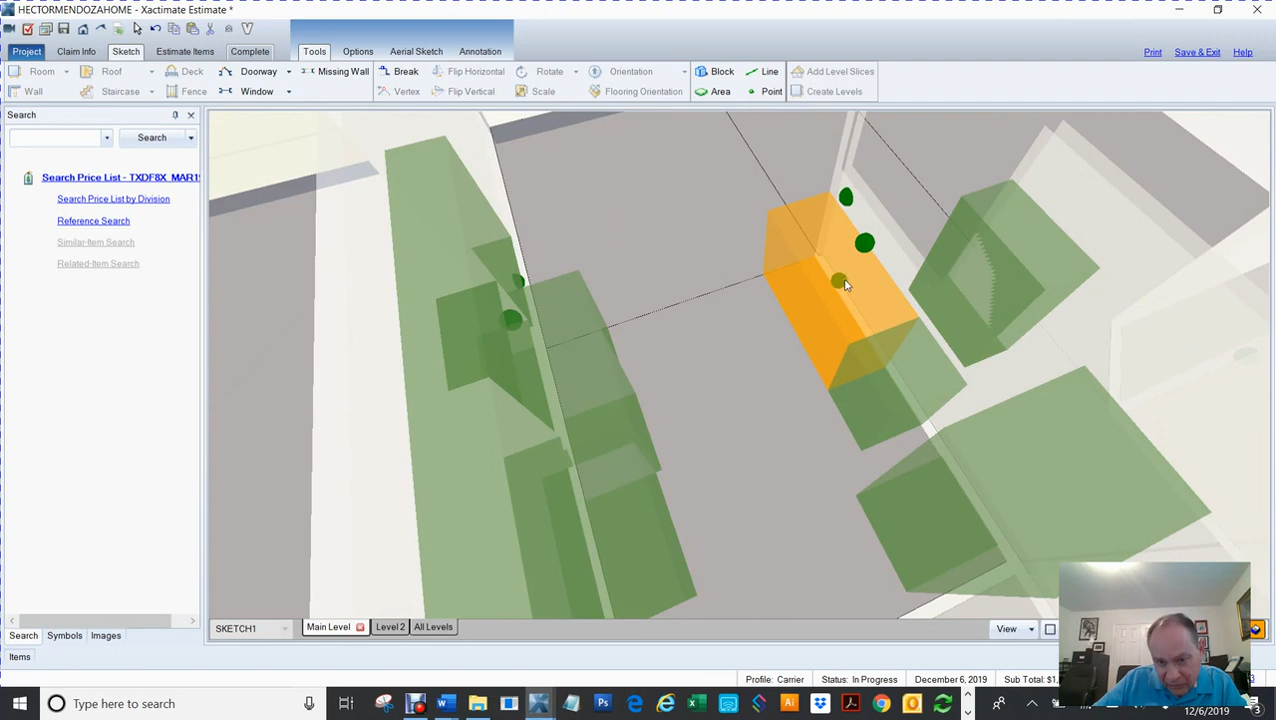 HECTORMENDOZAHOME - Xactimate Estimate *
Project Claim Info Sketch Estimate Items Complete Tools Options Aerial Sketch Annotation Print Save & Exit Help
Room Roof Deck Doorway Missing Wall Break Flip Horizontal Rotate Orientation Block Line Add Level Slices
Wall Staircase Fence Window Vertex Flip Vertical Scale Flooring Orientation Area Point Create Levels
Search
Search
Search Price List - TXDF8X_MAR1
Search Price List by Division
Reference Search
Similar-Item Search
Related-Item Search
SKETCH1 Main Level Level 2 All Levels View
Search Symbols Images
Items
Profile: Carrier Status: In Progress December 6, 2019 Sub Total: $1,
Type here to search
12/6/2019